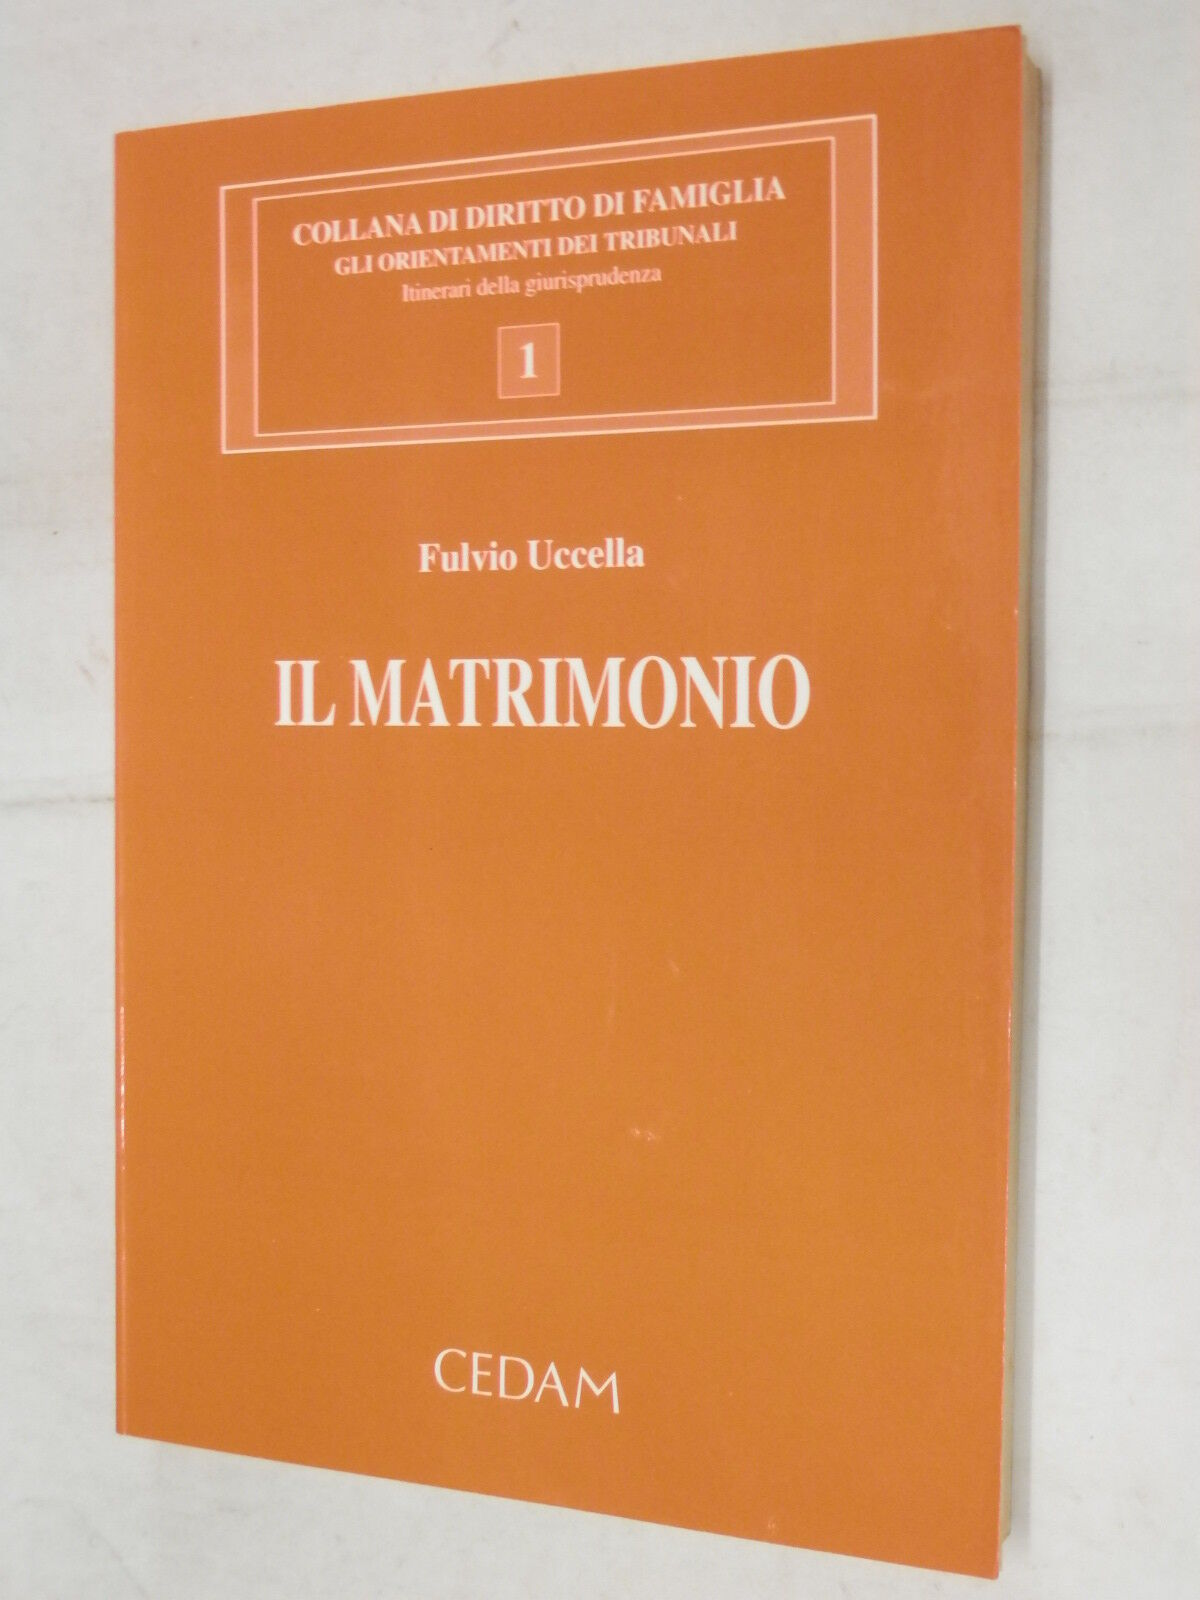 COLLANA DI DIRITTO DI FAMIGLIA
GLI ORIENTAMENTI DEI TRIBUNALI
Itinerari della giurisprudenza
1
Fulvio Uccella
IL MATRIMONIO
CEDAM